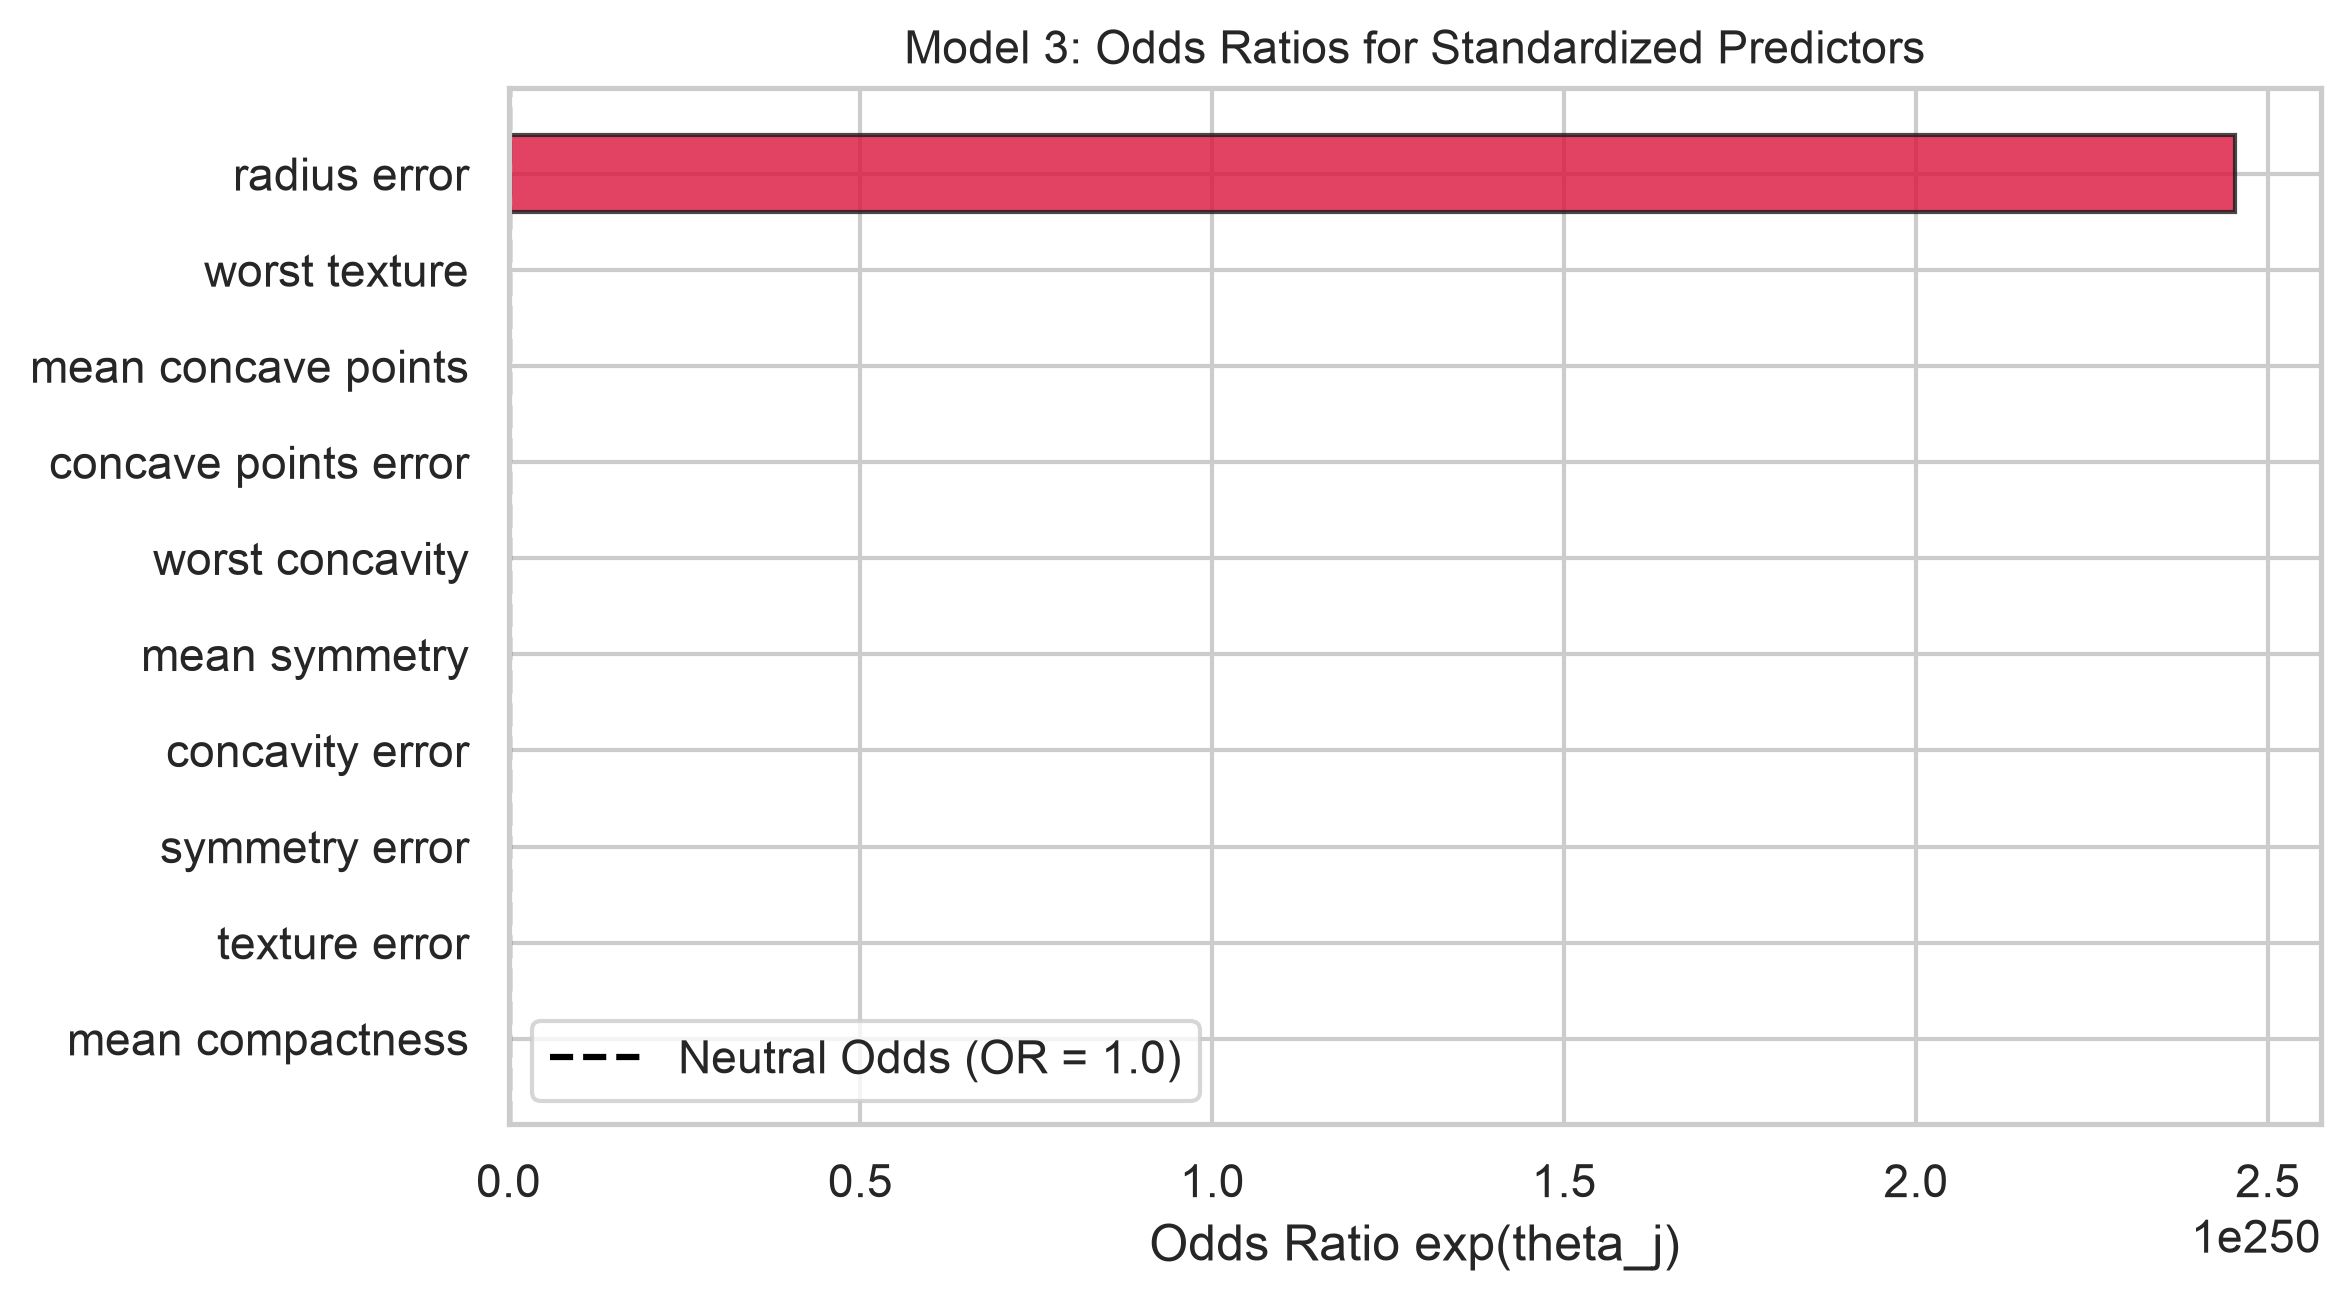 Model 3: Odds Ratios for Standardized Predictors
radius error
worst texture
mean concave points
concave points error
worst concavity
mean symmetry
concavity error
symmetry error
texture error
mean compactness
Neutral Odds (OR = 1.0)
0.0 0.5 1.0 1.5 2.0 2.5
1e250
Odds Ratio exp(theta_j)